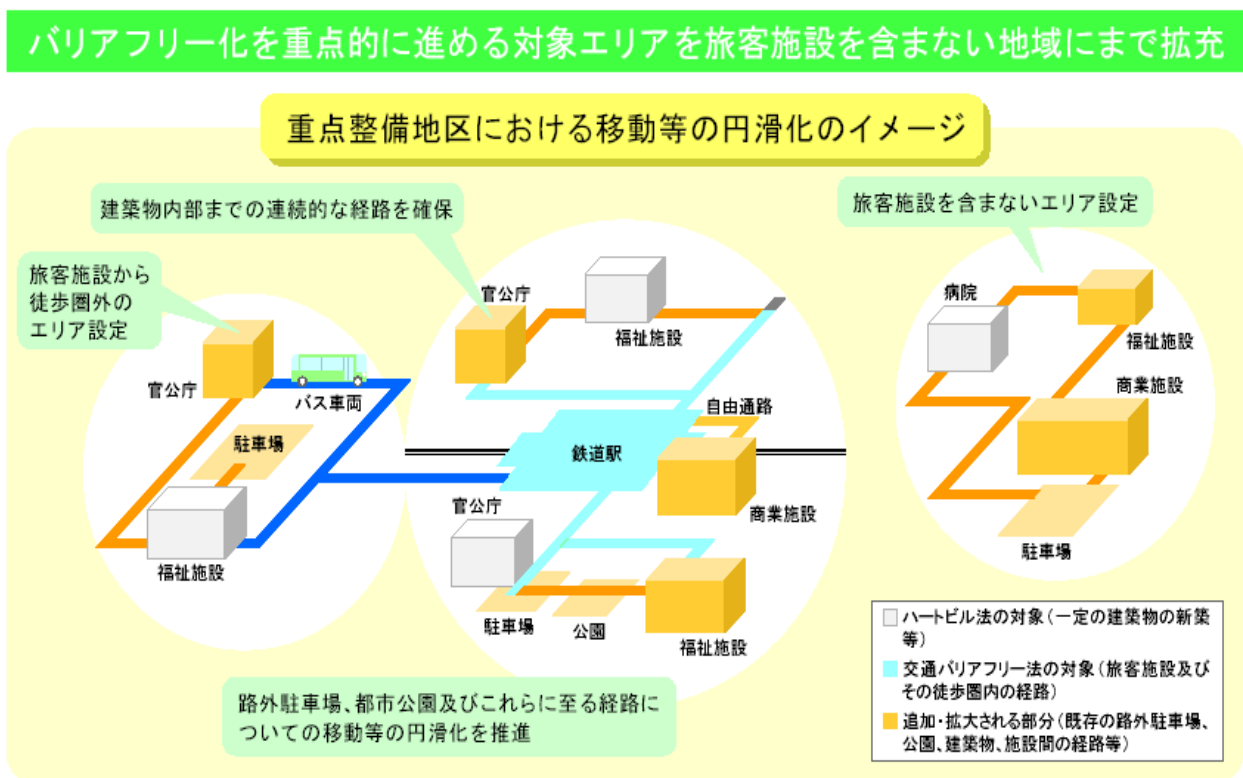 バリアフリー化を重点的に進める対象エリアを旅客施設を含まない地域にまで拡充
重点整備地区における移動等の円滑化のイメージ
建築物内部までの連続的な経路を確保
旅客施設を含まないエリア設定
旅客施設から
徒歩圏外の
エリア設定
官公庁
バス車両
駐車場
福祉施設
官公庁
福祉施設
自由通路
鉄道駅
商業施設
官公庁
駐車場
公園
福祉施設
病院
福祉施設
商業施設
駐車場
路外駐車場、都市公園及びこれらに至る経路に
ついての移動等の円滑化を推進
ハートビル法の対象(一定の建築物の新築
等)
交通バリアフリー法の対象(旅客施設及び
その徒歩圏内の経路)
追加・拡大される部分(既存の路外駐車場、
公園、建築物、施設間の経路等)